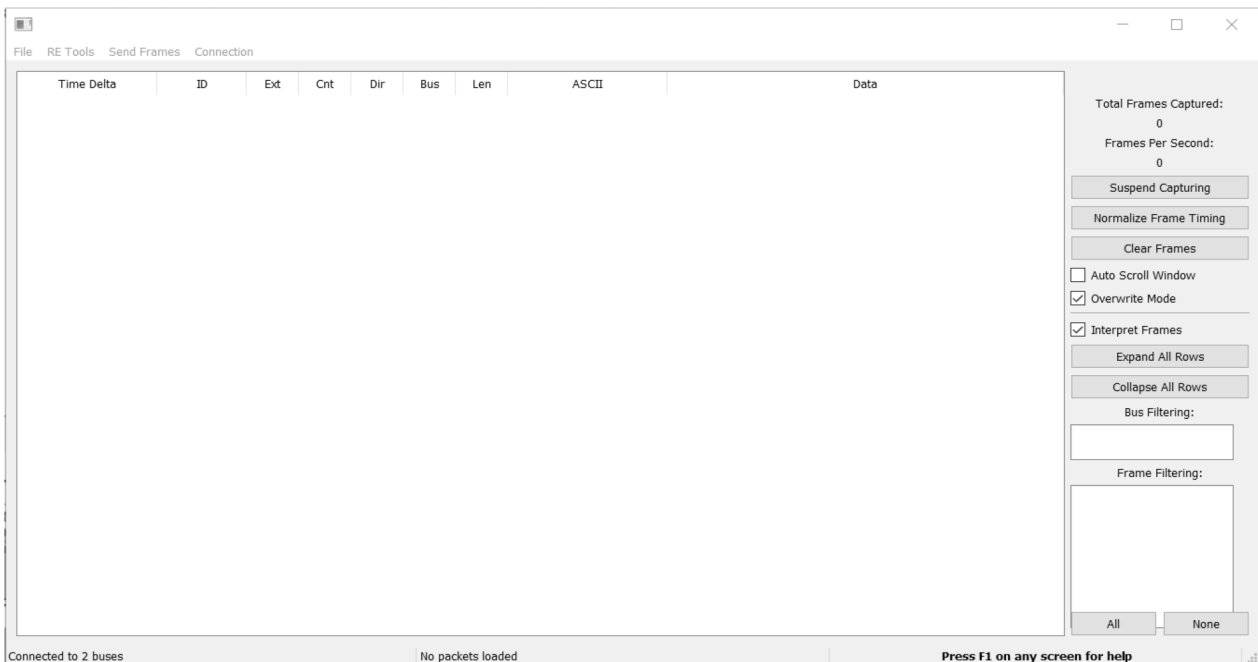 File RE Tools Send Frames Connection
Time Delta ID Ext Cnt Dir Bus Len ASCII Data
Total Frames Captured:
0
Frames Per Second:
0
Suspend Capturing
Normalize Frame Timing
Clear Frames
Auto Scroll Window
Overwrite Mode
Interpret Frames
Expand All Rows
Collapse All Rows
Bus Filtering:
Frame Filtering:
All None
Connected to 2 buses No packets loaded Press F1 on any screen for help